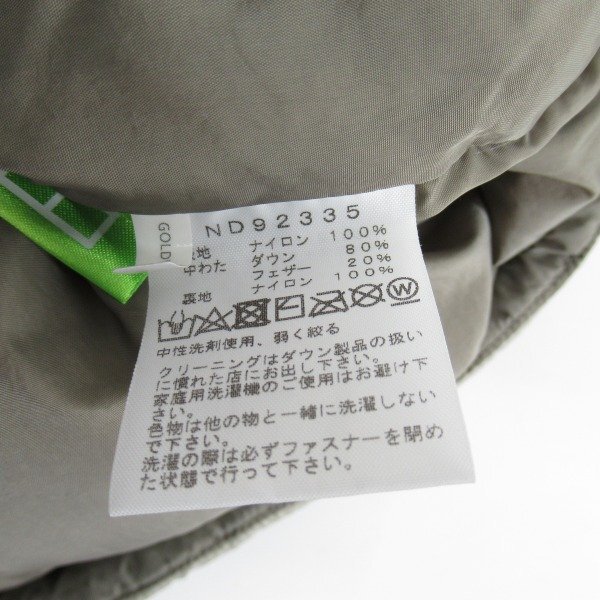 GOLD
ND92335
表地 ナイロン 100%
中わた ダウン 80%
フェザー 20%
裏地 ナイロン 100%
中性洗剤使用、弱く絞る
クリーニングはダウン製品の扱い
に慣れた店にお出し下さい。
家庭用洗濯機のご使用はお避け下
さい。
色物は他の物と一緒に洗濯しない
で下さい。
洗濯の際は必ずファスナーを閉め
た状態で行って下さい。